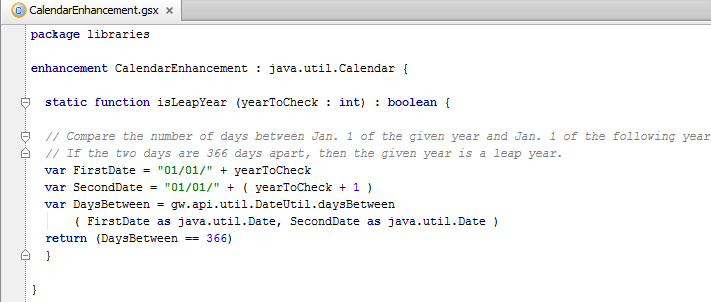 CalendarEnhancement.gsx
package libraries
enhancement CalendarEnhancement : java.util.Calendar {
static function isLeapYear (yearToCheck : int) : boolean {
// Compare the number of days between Jan. 1 of the given year and Jan. 1 of the following year
// If the two days are 366 days apart, then the given year is a leap year.
var FirstDate = "01/01/" + yearToCheck
var SecondDate = "01/01/" + ( yearToCheck + 1 )
var DaysBetween = gw.api.util.DateUtil.daysBetween
( FirstDate as java.util.Date, SecondDate as java.util.Date )
return (DaysBetween == 366)
}
}